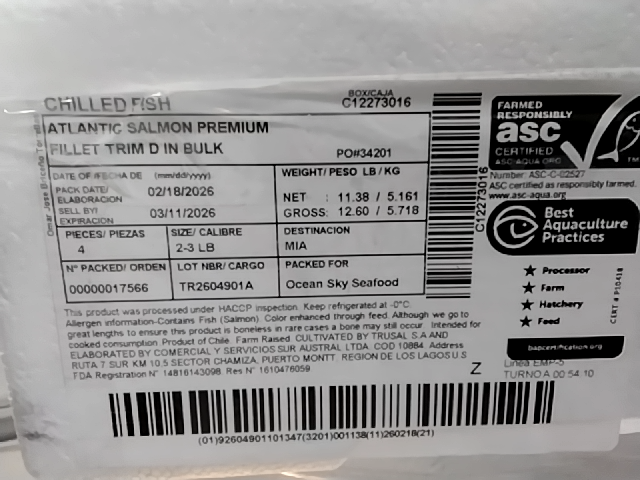 CHILLED FISH
BOX/CAJA
C12273016
ATLANTIC SALMON PREMIUM
FILLET TRIM D IN BULK
PO#34201
DATE OF /FECHA DE (mm/dd/yyyy)
PACK DATE/
ELABORACION
02/18/2026
SELL BY/
EXPIRACION
03/11/2026
WEIGHT/ PESO LB / KG
NET : 11.38 / 5.161
GROSS: 12.60 / 5.718
PIECES/ PIEZAS
4
SIZE/ CALIBRE
2-3 LB
DESTINACION
MIA
N° PACKED/ ORDEN
00000017566
LOT NBR/ CARGO
TR2604901A
PACKED FOR
Ocean Sky Seafood
This product was processed under HACCP inspection. Keep refrigerated at -0°C.
Allergen information-Contains Fish (Salmon). Color enhanced through feed. Although we go to
great lengths to ensure this product is boneless in rare cases a bone may still occur. Intended for
cooked consumption. Product of Chile. Farm Raised. CULTIVATED BY TRUSAL S.A AND
ELABORATED BY COMERCIAL Y SERVICIOS SUR AUSTRAL LTDA COD 10884. Address
RUTA 7 SUR KM 10.5 SECTOR CHAMIZA, PUERTO MONTT REGION DE LOS LAGOS U.S
FDA Registration N° 14816143098. Res N° 1610476059
Z
(01)92604901101347(3201)001138(11)260218(21)
C12273016
FARMED
RESPONSIBLY
asc
CERTIFIED
ASC-AQUA.ORG
Number: ASC-C-02527
ASC certified as responsibly farmed.
www.asc-aqua.org
Best
Aquaculture
Practices
Processor
Farm
Hatchery
Feed
CERT # P10418
bapcertification.org
Linea EMP-5
TURNO A 00:54:10